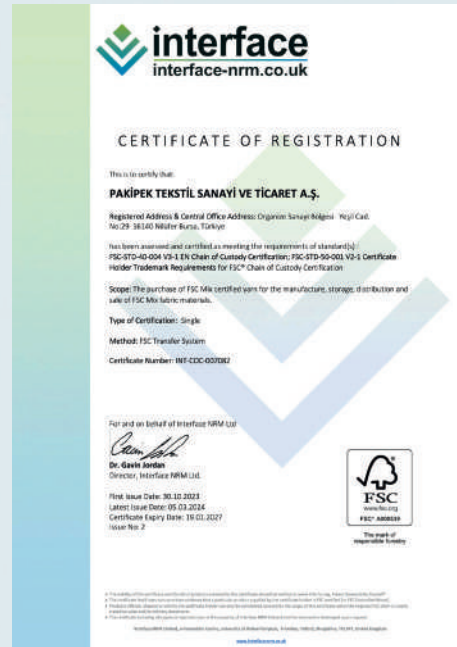 interface
interface-nrm.co.uk
CERTIFICATE OF REGISTRATION
This is to certify that:
PAKİPEK TEKSTİL SANAYİ VE TİCARET A.Ş.
Registered Address & Central Office Address: Organize Sanayi Bolgesi Yeşil Cad.
No:29 16140 Nilüfer Bursa, Türkiye
has been assessed and certified as meeting the requirements of standard(s):
FSC-STD-40-004 V3-1 EN Chain of Custody Certification; FSC-STD-50-001 V2-1 Certificate
Holder Trademark Requirements for FSC® Chain of Custody Certification
Scope: The purchase of FSC Mix certified yarn for the manufacture, storage, distribution and
sale of FSC Mix fabric materials.
Type of Certification: Single
Method: FSC Transfer System
Certificate Number: INT-COC-007082
For and on behalf of Interface NRM Ltd
Dr. Gavin Jordan
Director, Interface NRM Ltd.
First Issue Date: 30.10.2023
Latest Issue Date: 05.03.2024
Certificate Expiry Date: 19.01.2027
Issue No: 2
FSC
www.fsc.org
FSC® A000539
The mark of
responsible forestry